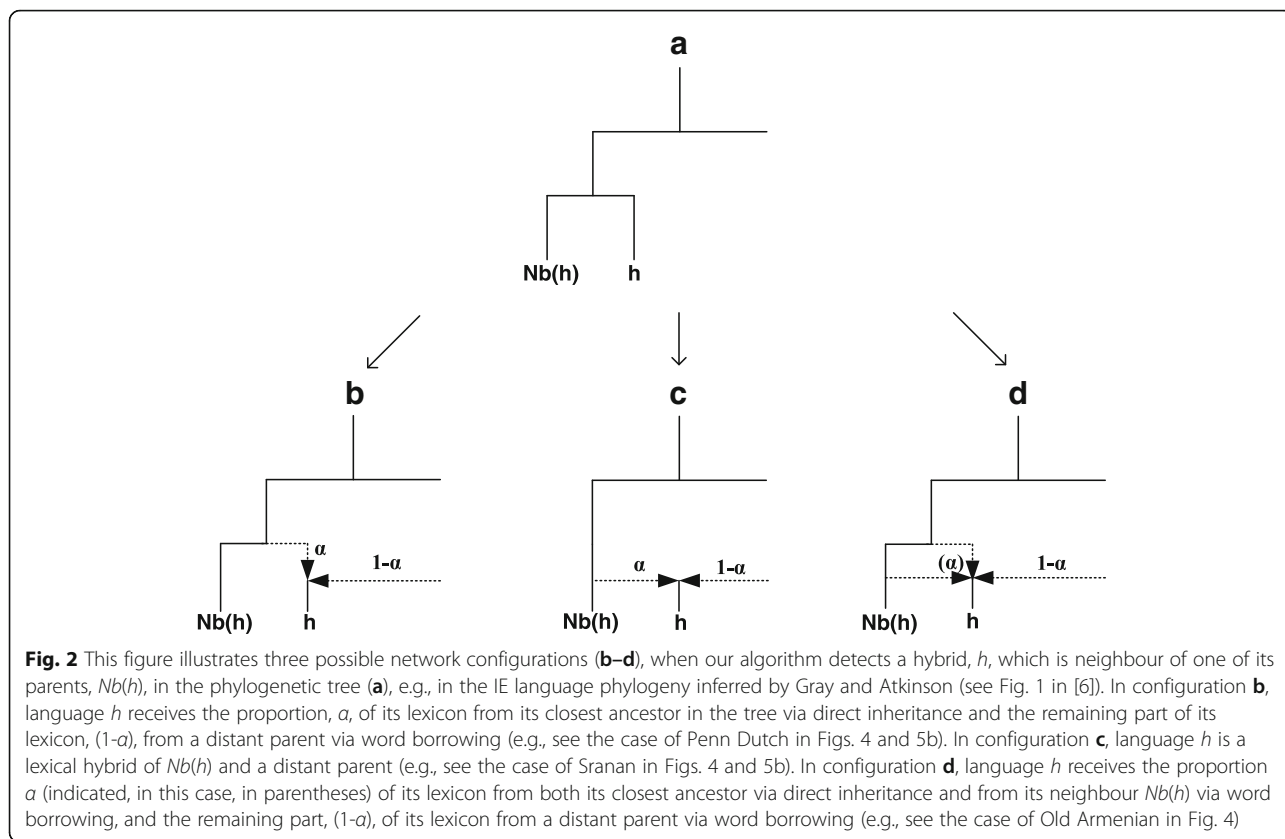 a
Nb(h) h
b c d
α 1-α α 1-α (α) 1-α
Nb(h) h Nb(h) h Nb(h) h
Fig. 2 This figure illustrates three possible network configurations (b–d), when our algorithm detects a hybrid, h, which is neighbour of one of its
parents, Nb(h), in the phylogenetic tree (a), e.g., in the IE language phylogeny inferred by Gray and Atkinson (see Fig. 1 in [6]). In configuration b,
language h receives the proportion, α, of its lexicon from its closest ancestor in the tree via direct inheritance and the remaining part of its
lexicon, (1-α), from a distant parent via word borrowing (e.g., see the case of Penn Dutch in Figs. 4 and 5b). In configuration c, language h is a
lexical hybrid of Nb(h) and a distant parent (e.g., see the case of Sranan in Figs. 4 and 5b). In configuration d, language h receives the proportion
α (indicated, in this case, in parentheses) of its lexicon from both its closest ancestor via direct inheritance and from its neighbour Nb(h) via word
borrowing, and the remaining part, (1-α), of its lexicon from a distant parent via word borrowing (e.g., see the case of Old Armenian in Fig. 4)